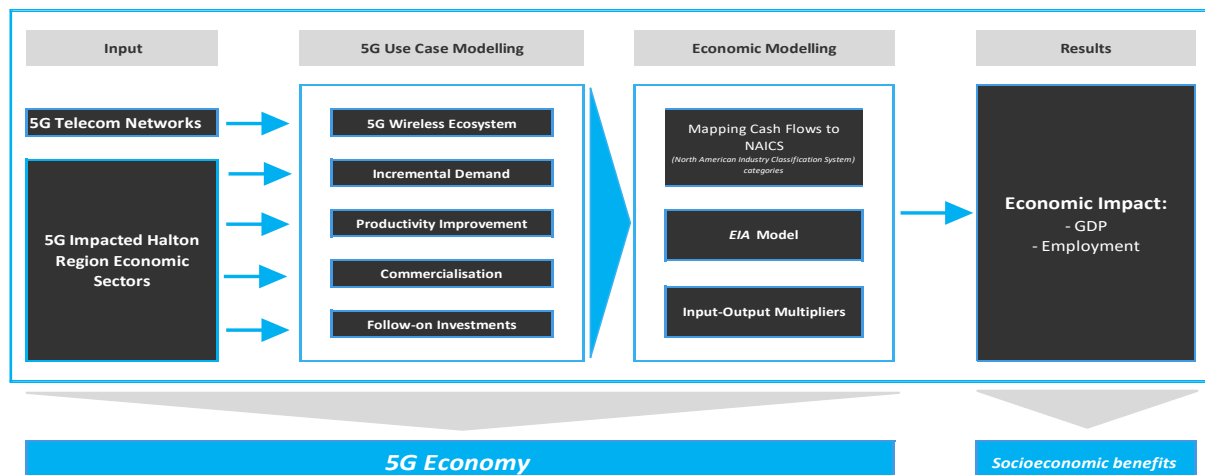 Input
5G Use Case Modelling
Economic Modelling
Results
5G Telecom Networks
5G Impacted Halton
Region Economic
Sectors
5G Wireless Ecosystem
Incremental Demand
Productivity Improvement
Commercialisation
Follow-on Investments
Mapping Cash Flows to
NAICS
(North American Industry Classification System)
categories
EIA Model
Input-Output Multipliers
Economic Impact:
- GDP
- Employment
5G Economy
Socioeconomic benefits